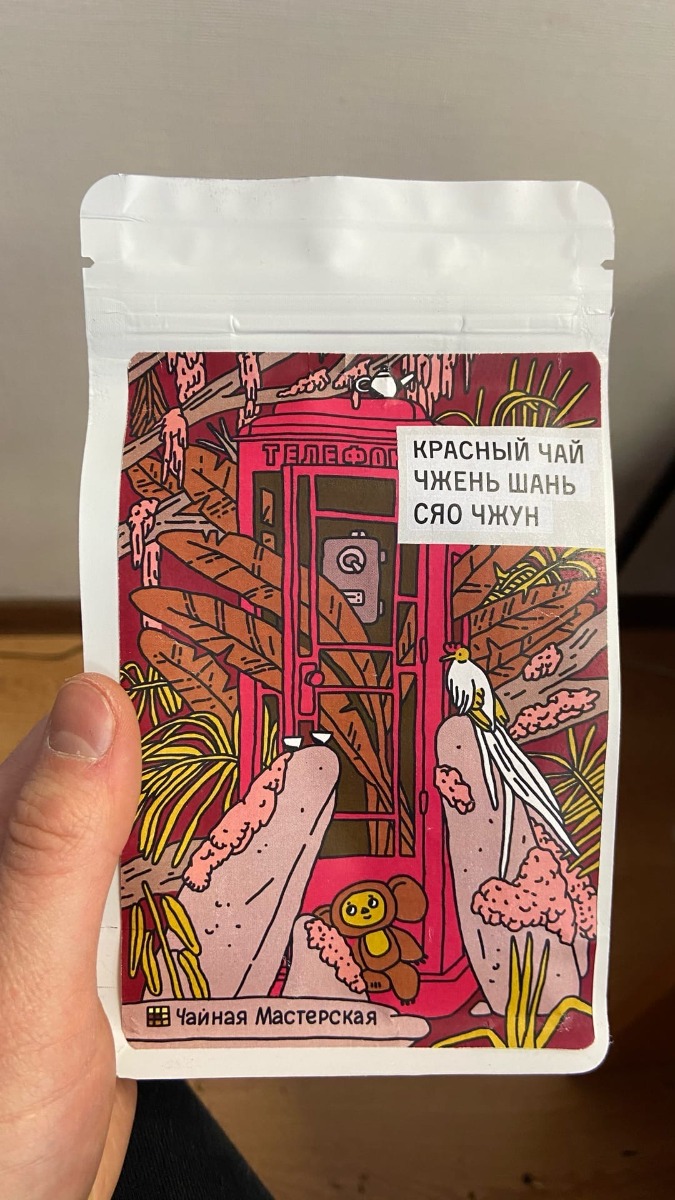 ТЕЛЕФОН
КРАСНЫЙ ЧАЙ
ЧЖЕНЬ ШАНЬ
СЯО ЧЖУН
Чайная Мастерская